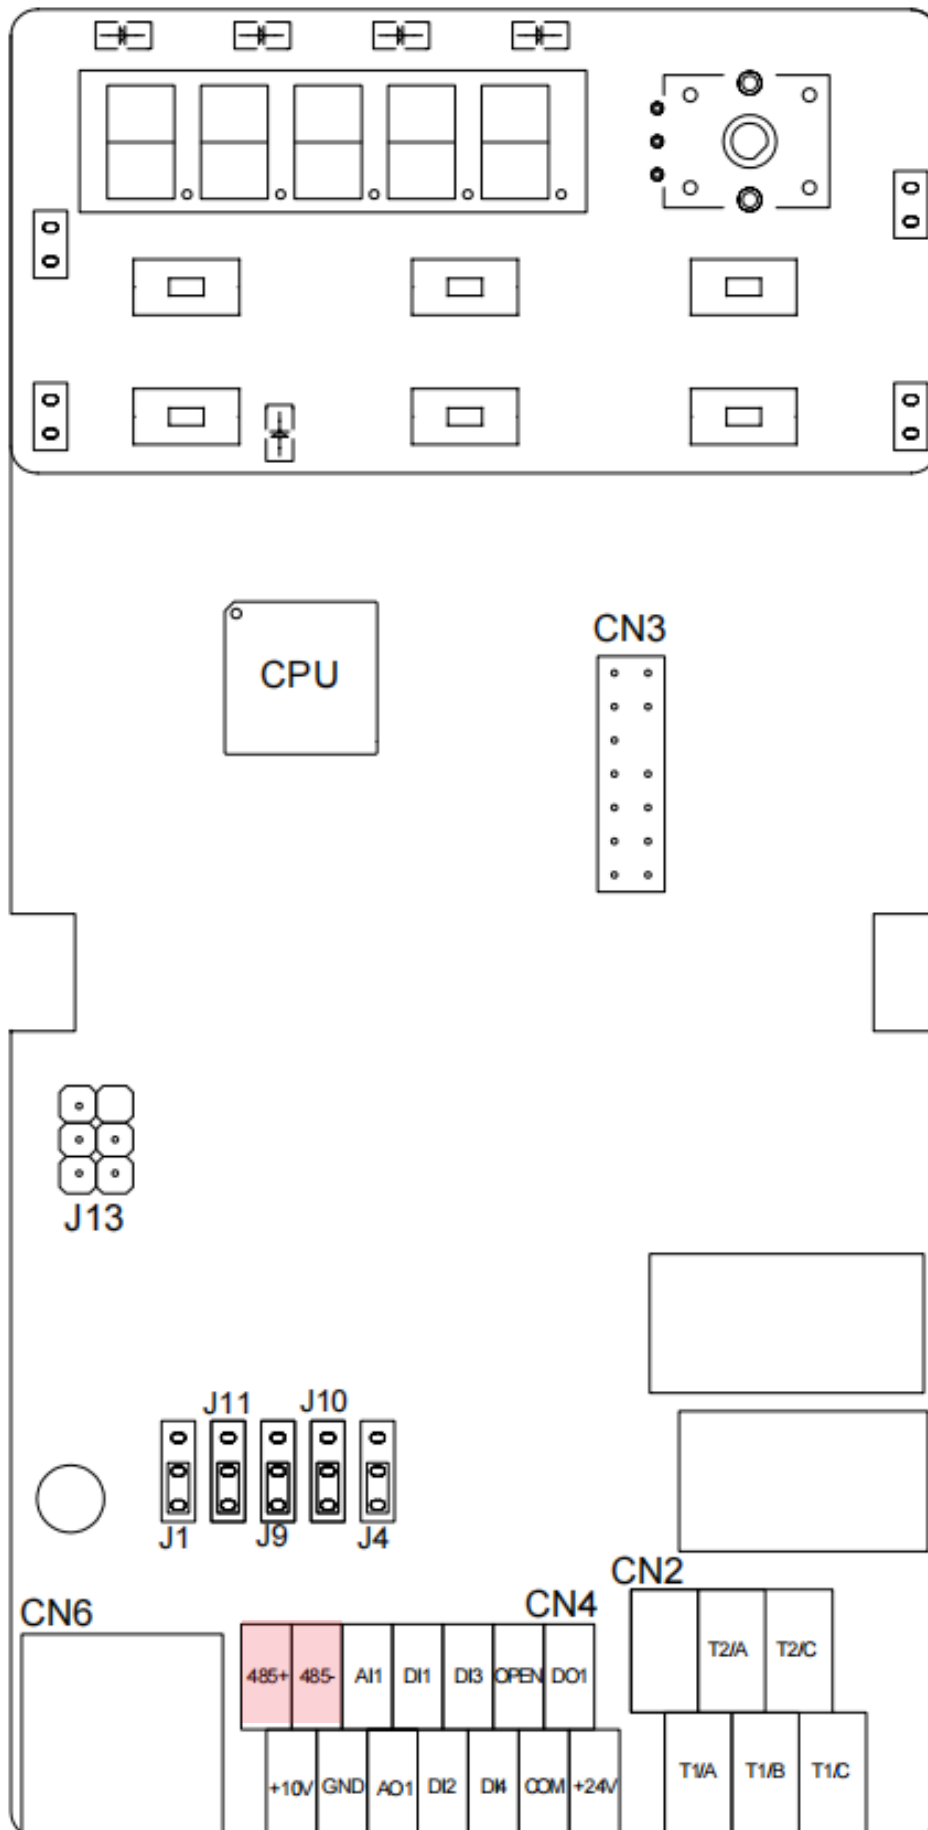 CPU
CN3
J13
J11 J10
J1 J9 J4
CN6 CN4 CN2
485+ 485- AI1 DI1 DI3 OPEN DO1 T2/A T2/C
+10V GND AO1 DI2 DI4 COM +24V T1/A T1/B T1/C